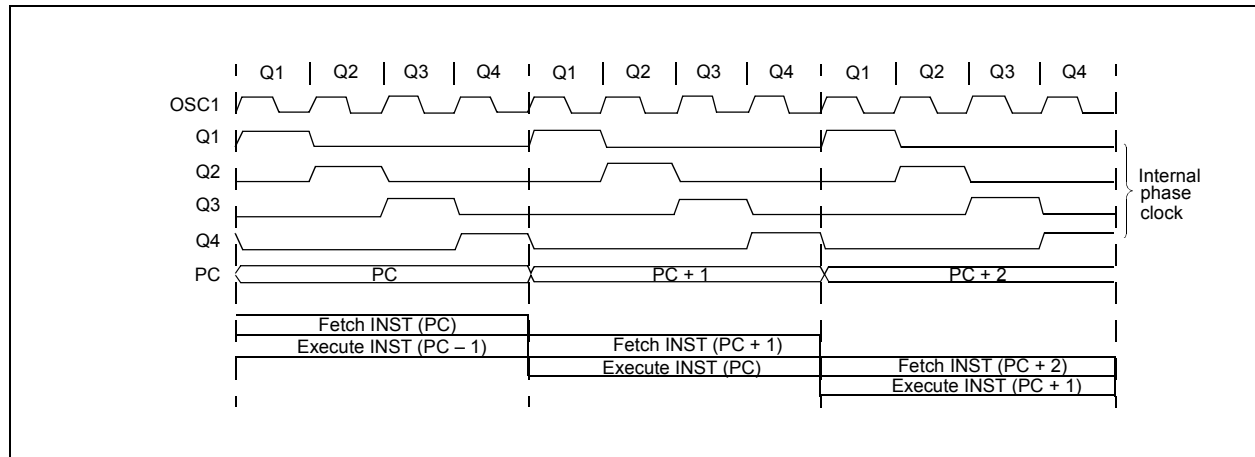 Q1 Q2 Q3 Q4 Q1 Q2 Q3 Q4 Q1 Q2 Q3 Q4
OSC1
Q1
Q2
Q3
Q4
Internal
phase
clock
PC PC PC + 1 PC + 2
Fetch INST (PC)
Execute INST (PC – 1) Fetch INST (PC + 1)
Execute INST (PC) Fetch INST (PC + 2)
Execute INST (PC + 1)